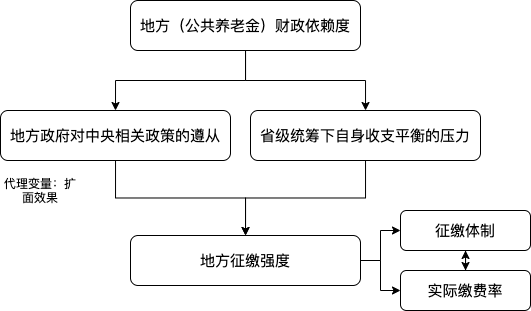 地方（公共养老金）财政依赖度
地方政府对中央相关政策的遵从
省级统筹下自身收支平衡的压力
代理变量：扩
面效果
地方征缴强度
征缴体制
实际缴费率